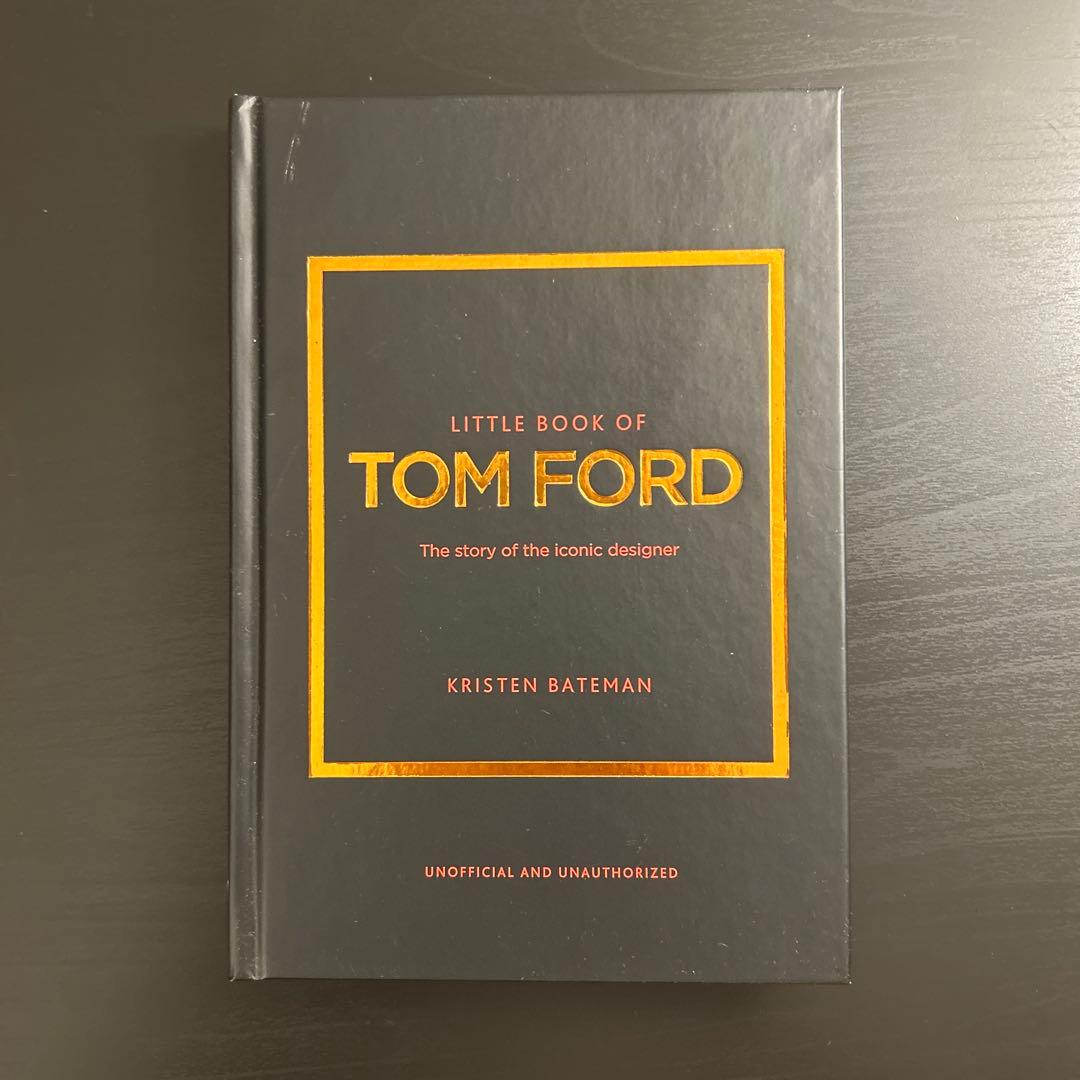 LITTLE BOOK OF
TOM FORD
The story of the iconic designer
KRISTEN BATEMAN
UNOFFICIAL AND UNAUTHORIZED